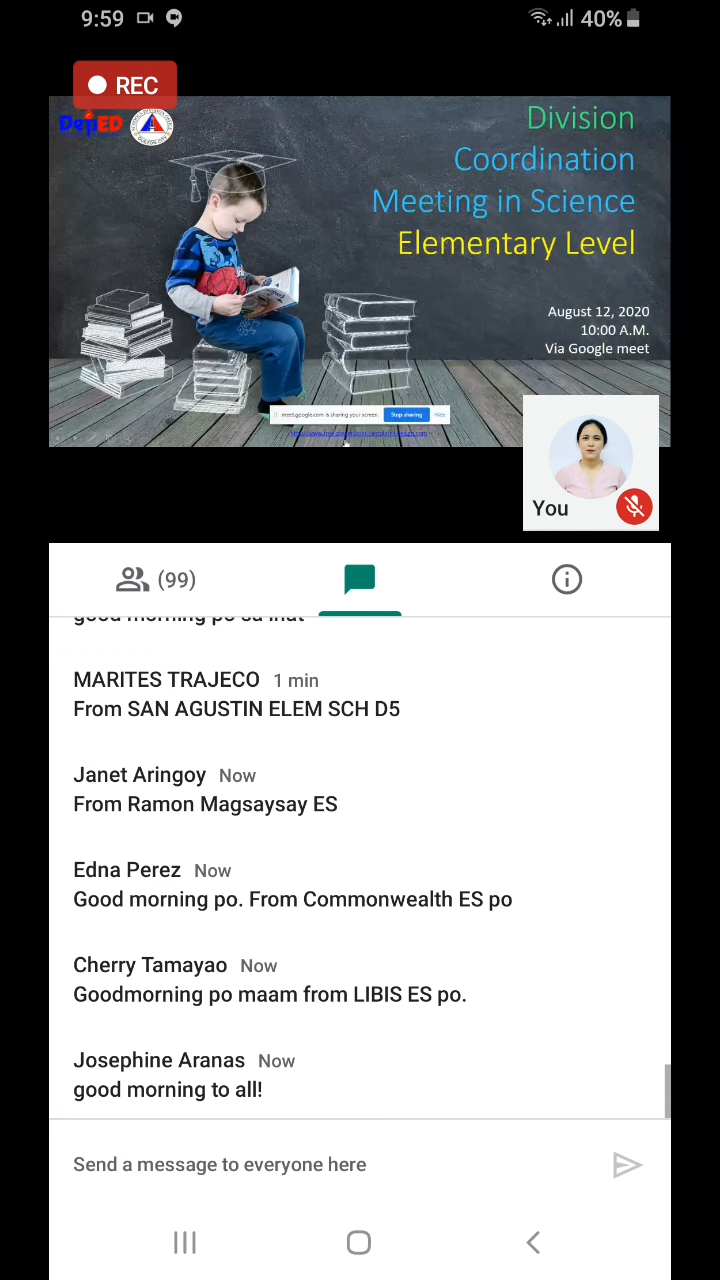 9:59
40%
REC
DepED
Division
Coordination
Meeting in Science
Elementary Level
August 12, 2020
10:00 A.M.
Via Google meet
meet.google.com is sharing your screen. Stop sharing Hide
You
(99)
good morning po sa lhat
MARITES TRAJECO 1 min
From SAN AGUSTIN ELEM SCH D5
Janet Aringoy Now
From Ramon Magsaysay ES
Edna Perez Now
Good morning po. From Commonwealth ES po
Cherry Tamayao Now
Goodmorning po maam from LIBIS ES po.
Josephine Aranas Now
good morning to all!
Send a message to everyone here